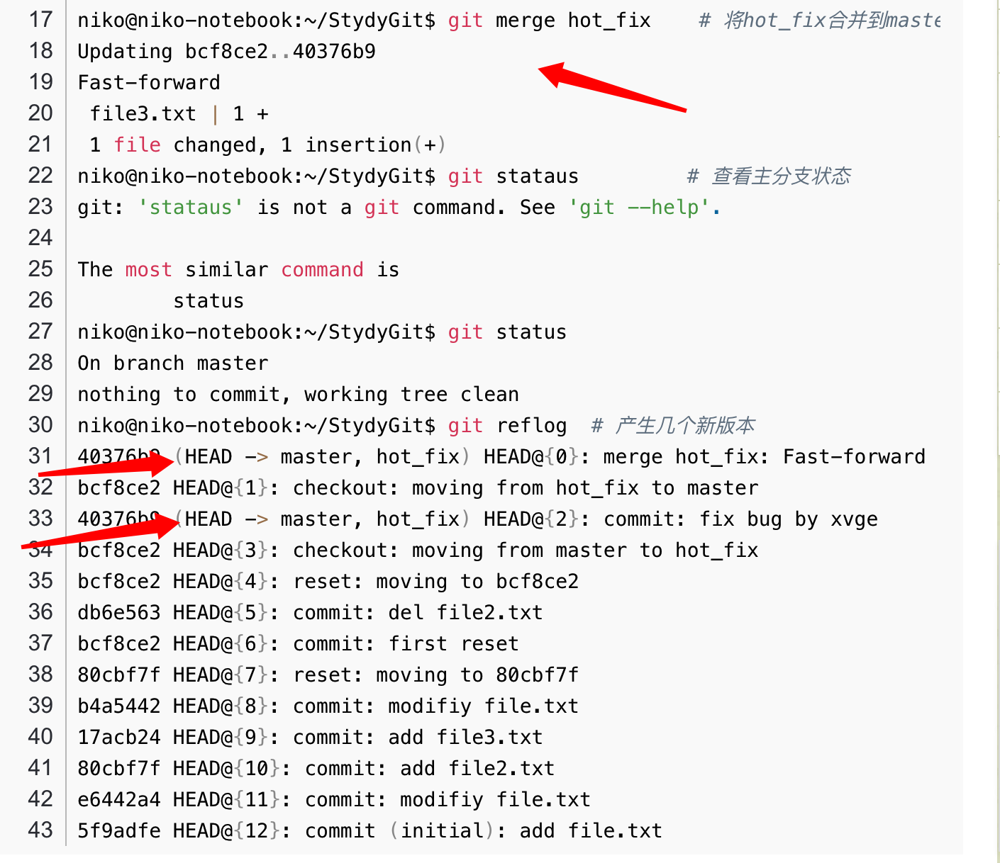 17 niko@niko-notebook:~/StydyGit$ git merge hot_fix    # 将hot_fix合并到maste
18 Updating bcf8ce2..40376b9
19 Fast-forward
20  file3.txt | 1 +
21  1 file changed, 1 insertion(+)
22 niko@niko-notebook:~/StydyGit$ git stataus         # 查看主分支状态
23 git: 'stataus' is not a git command. See 'git --help'.
24
25 The most similar command is
26         status
27 niko@niko-notebook:~/StydyGit$ git status
28 On branch master
29 nothing to commit, working tree clean
30 niko@niko-notebook:~/StydyGit$ git reflog  # 产生几个新版本
31 40376b9 (HEAD -> master, hot_fix) HEAD@{0}: merge hot_fix: Fast-forward
32 bcf8ce2 HEAD@{1}: checkout: moving from hot_fix to master
33 40376b9 (HEAD -> master, hot_fix) HEAD@{2}: commit: fix bug by xvge
34 bcf8ce2 HEAD@{3}: checkout: moving from master to hot_fix
35 bcf8ce2 HEAD@{4}: reset: moving to bcf8ce2
36 db6e563 HEAD@{5}: commit: del file2.txt
37 bcf8ce2 HEAD@{6}: commit: first reset
38 80cbf7f HEAD@{7}: reset: moving to 80cbf7f
39 b4a5442 HEAD@{8}: commit: modifiy file.txt
40 17acb24 HEAD@{9}: commit: add file3.txt
41 80cbf7f HEAD@{10}: commit: add file2.txt
42 e6442a4 HEAD@{11}: commit: modifiy file.txt
43 5f9adfe HEAD@{12}: commit (initial): add file.txt